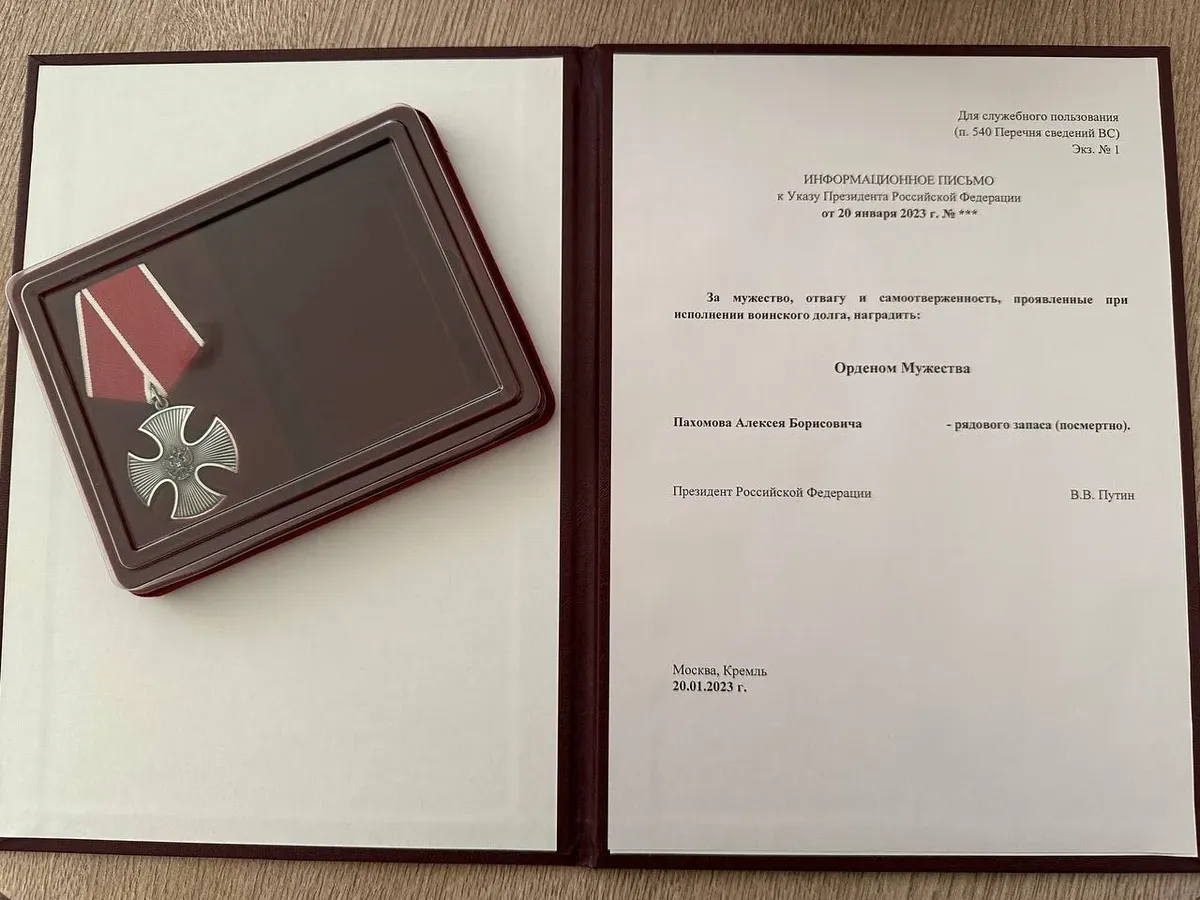 Для служебного пользования
(п. 540 Перечня сведений ВС)
Экз. № 1
ИНФОРМАЦИОННОЕ ПИСЬМО
к Указу Президента Российской Федерации
от 20 января 2023 г. № ***
За мужество, отвагу и самоотверженность, проявленные при
исполнении воинского долга, наградить:
Орденом Мужества
Пахомова Алексея Борисовича - рядового запаса (посмертно).
Президент Российской Федерации В.В. Путин
Москва, Кремль
20.01.2023 г.